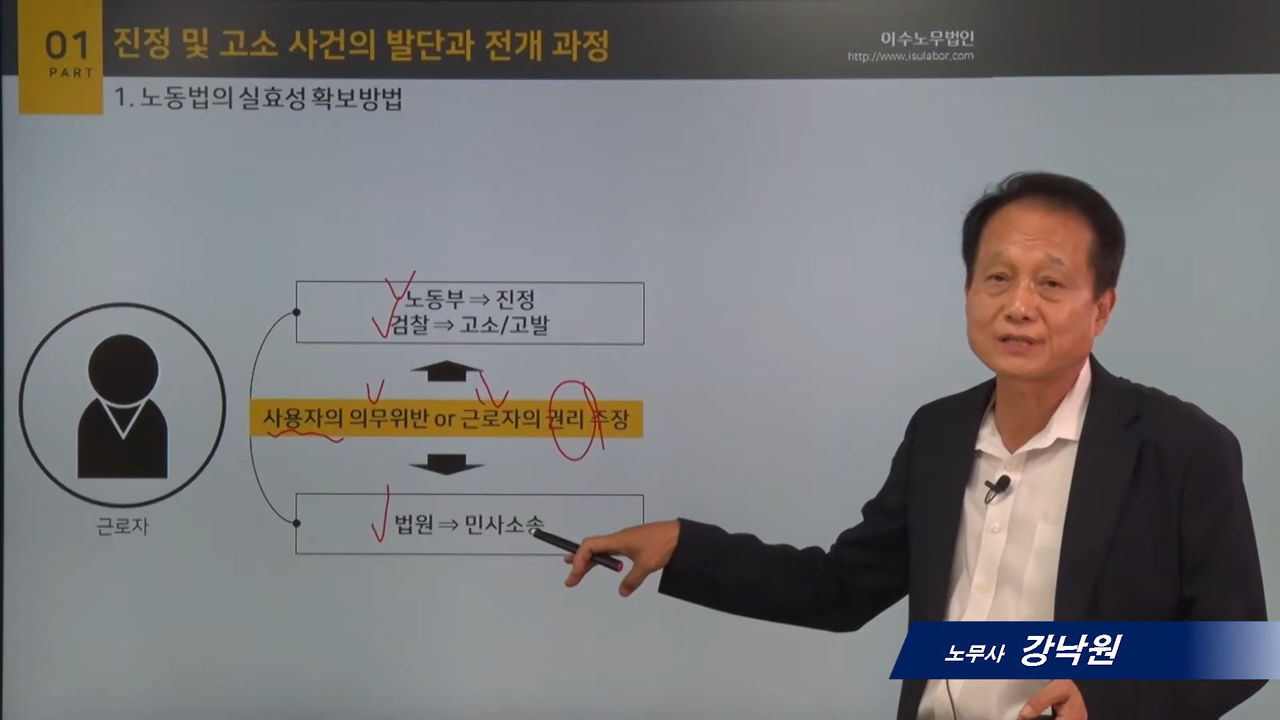 01
PART
진정 및 고소 사건의 발단과 전개 과정
이수노무법인
http://www.isulabor.com
1. 노동법의 실효성 확보방법
노동부 ⇒ 진정
검찰 ⇒ 고소/고발
사용자의 의무위반 or 근로자의 권리 주장
법원 ⇒ 민사소송
근로자
노무사 강낙원